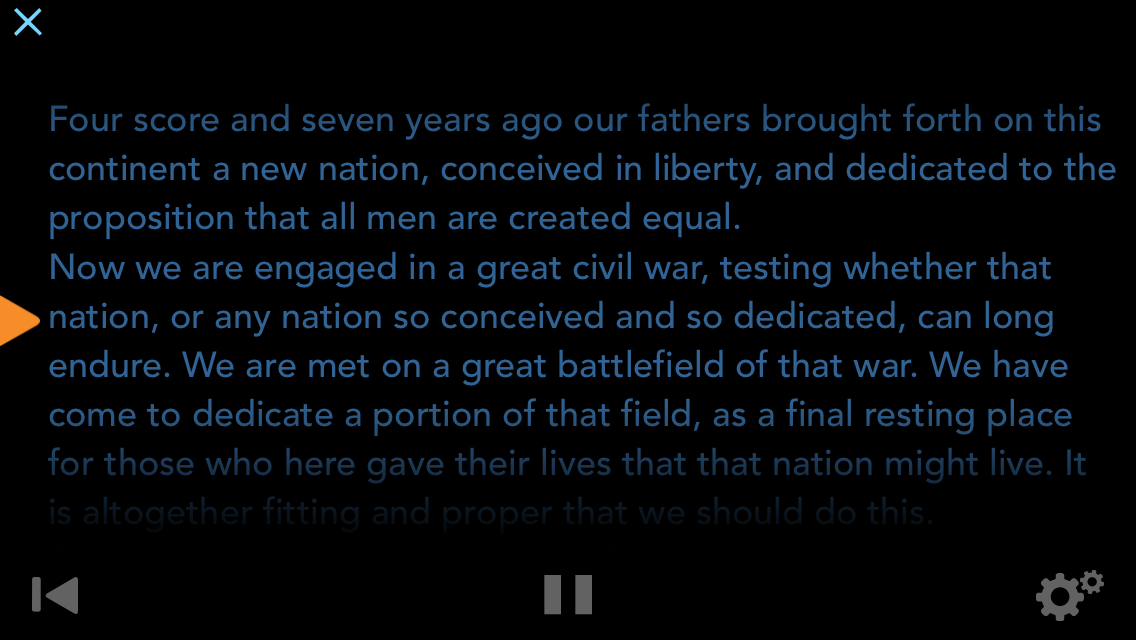 Four score and seven years ago our fathers brought forth on this
continent a new nation, conceived in liberty, and dedicated to the
proposition that all men are created equal.
Now we are engaged in a great civil war, testing whether that
nation, or any nation so conceived and so dedicated, can long
endure. We are met on a great battlefield of that war. We have
come to dedicate a portion of that field, as a final resting place
for those who here gave their lives that that nation might live. It
is altogether fitting and proper that we should do this.